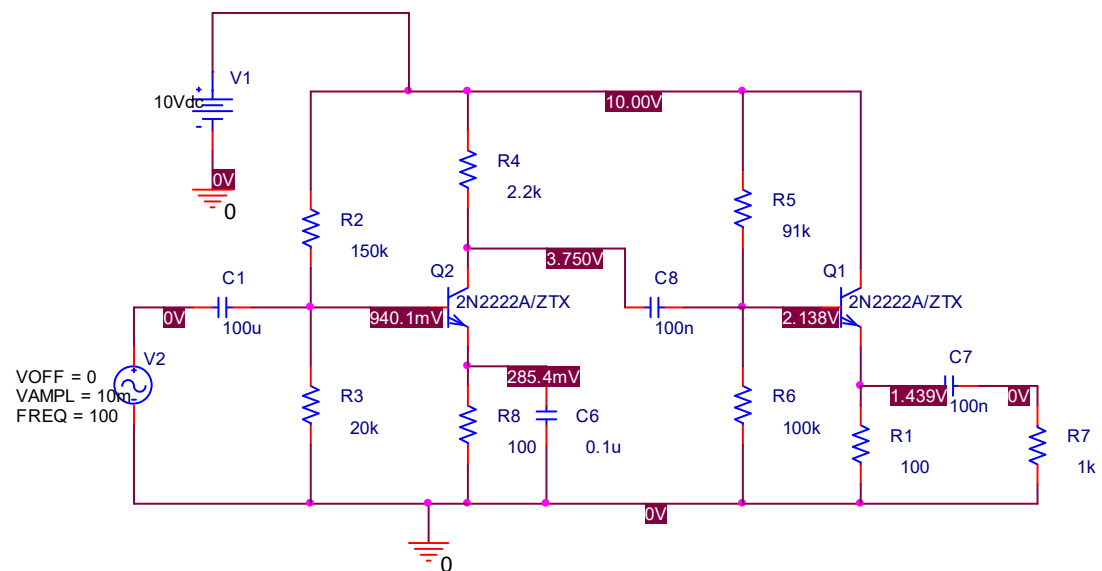 V1
10Vdc
0V
0
10.00V
R4
2.2k
R5
91k
R2
150k
3.750V
C1
100u
0V
940.1mV
Q2
2N2222A/ZTX
C8
100n
2.138V
Q1
2N2222A/ZTX
V2
VOFF = 0
VAMPL = 10m
FREQ = 100
285.4mV
1.439V
C7
100n
0V
R3
20k
R8
100
C6
0.1u
R6
100k
R1
100
R7
1k
0V
0